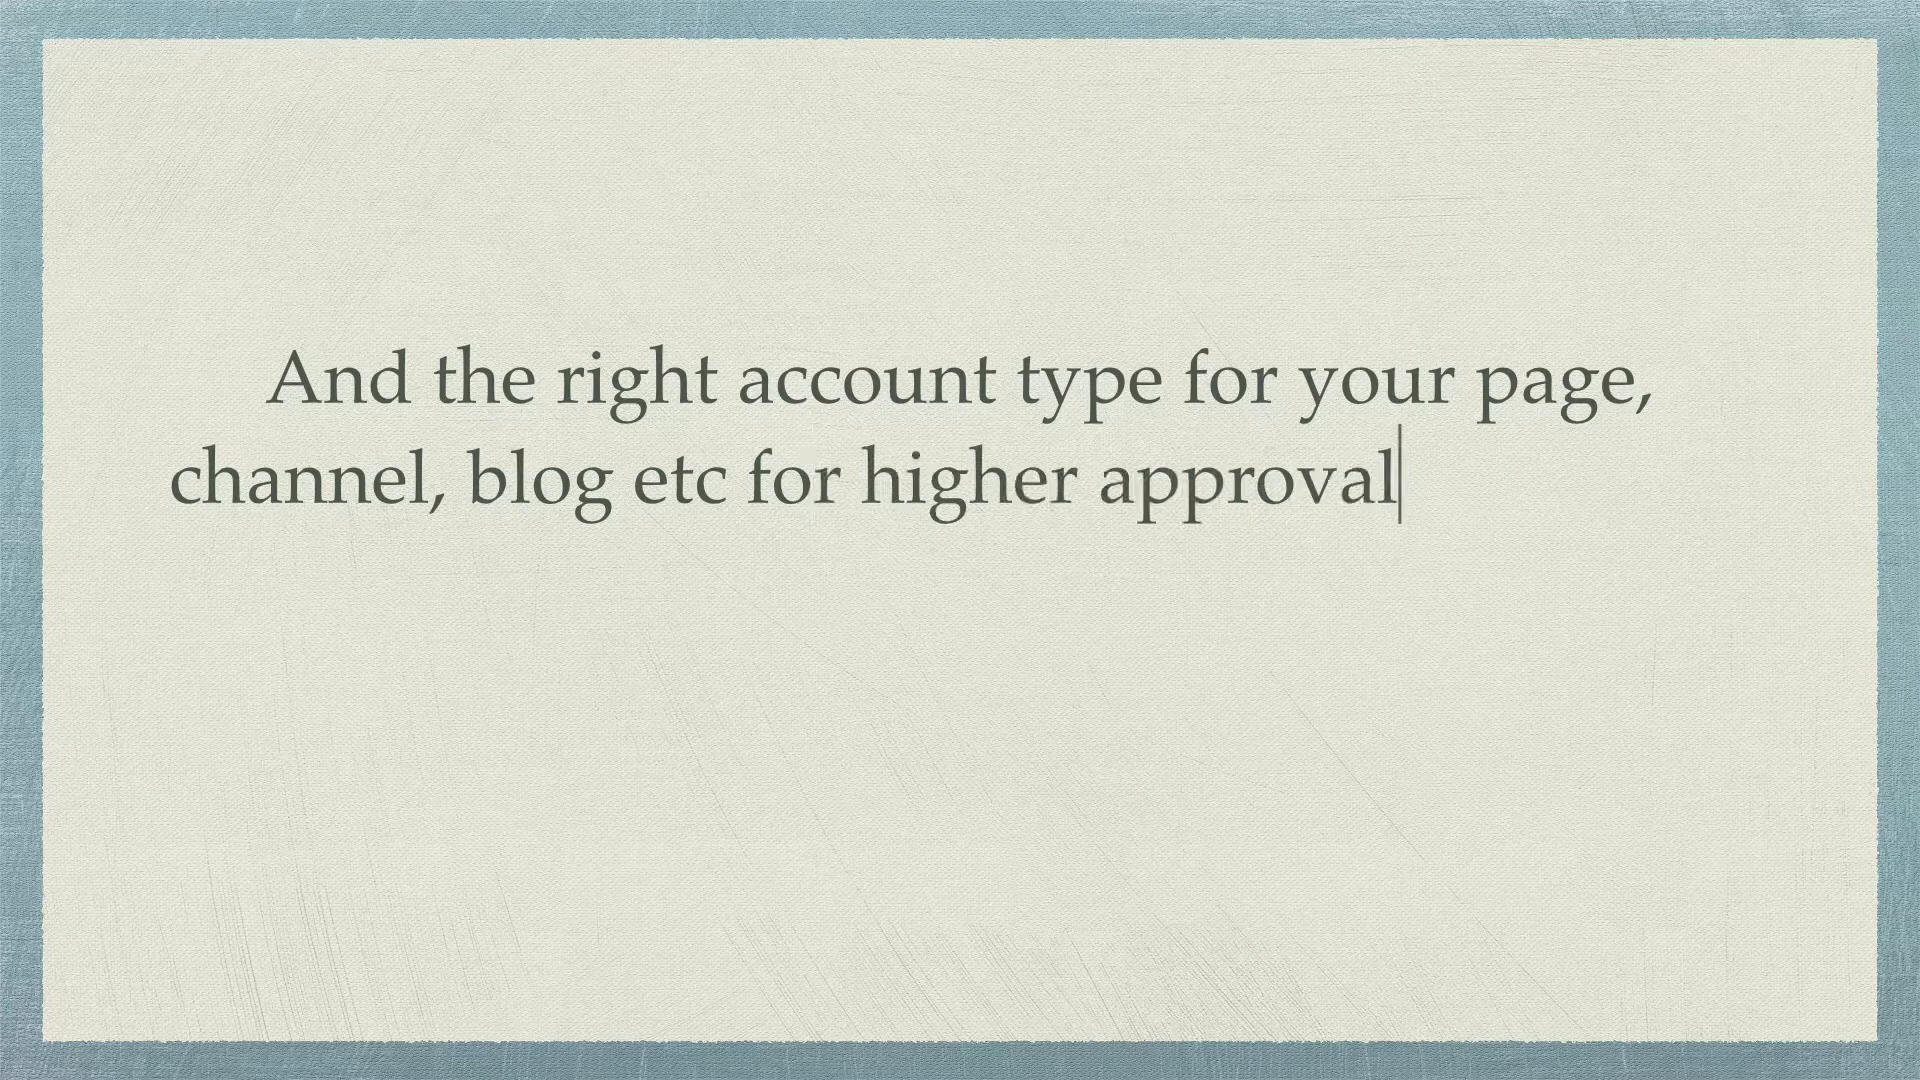 And the right account type for your page,
channel, blog etc for higher approval